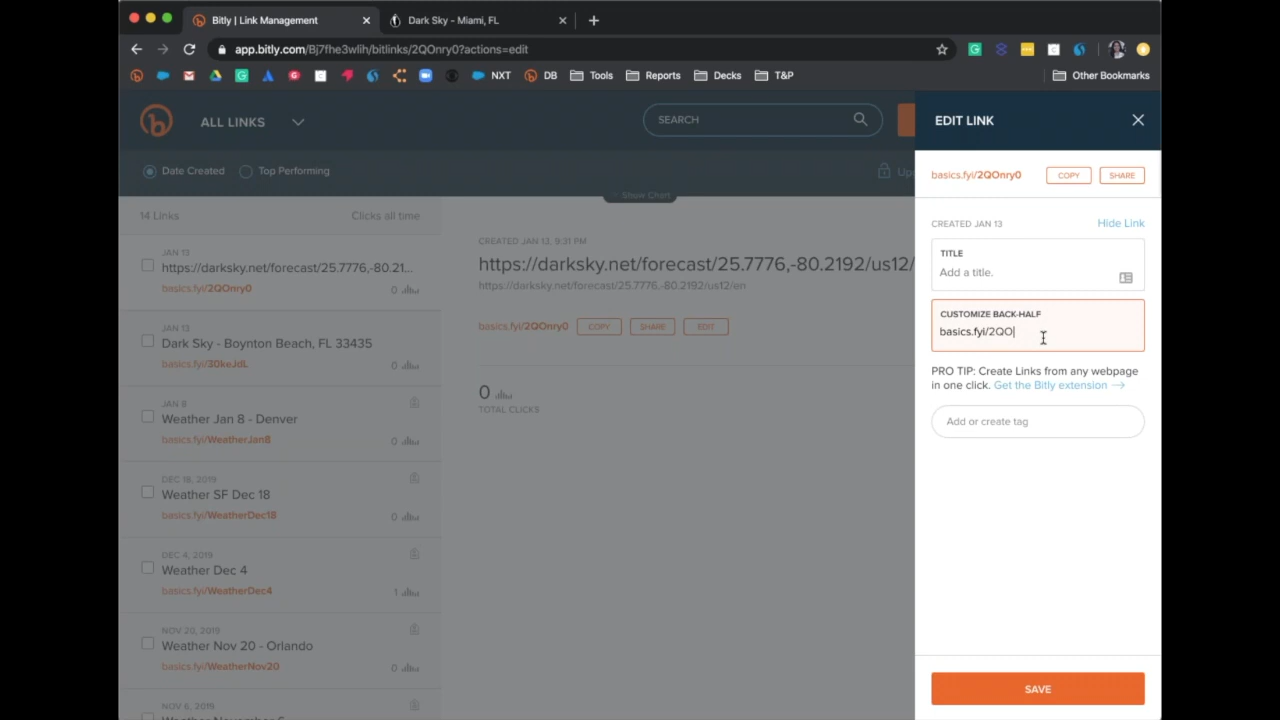 Bitly | Link Management
Dark Sky - Miami, FL
app.bitly.com/Bj7fhe3wlih/bitlinks/2QOnry0?actions=edit
NXT
DB
Tools
Reports
Decks
T&P
Other Bookmarks
ALL LINKS
SEARCH
EDIT LINK
Date Created
Top Performing
Up
basics.fyi/2QOnry0
COPY
SHARE
Show Chart
14 Links
Clicks all time
CREATED JAN 13
Hide Link
JAN 13
https://darksky.net/forecast/25.7776,-80.21...
basics.fyi/2QOnry0
0
CREATED JAN 13, 9:31 PM
https://darksky.net/forecast/25.7776,-80.2192/us12/
https://darksky.net/forecast/25.7776,-80.2192/us12/en
basics.fyi/2QOnry0
COPY
SHARE
EDIT
TITLE
Add a title.
CUSTOMIZE BACK-HALF
basics.fyi/2QO
JAN 13
Dark Sky - Boynton Beach, FL 33435
basics.fyi/30keJdL
0
PRO TIP: Create Links from any webpage
in one click. Get the Bitly extension →
0
TOTAL CLICKS
Add or create tag
JAN 8
Weather Jan 8 - Denver
basics.fyi/WeatherJan8
0
DEC 18, 2019
Weather SF Dec 18
basics.fyi/WeatherDec18
0
DEC 4, 2019
Weather Dec 4
basics.fyi/WeatherDec4
1
NOV 20, 2019
Weather Nov 20 - Orlando
basics.fyi/WeatherNov20
0
NOV 6, 2019
SAVE